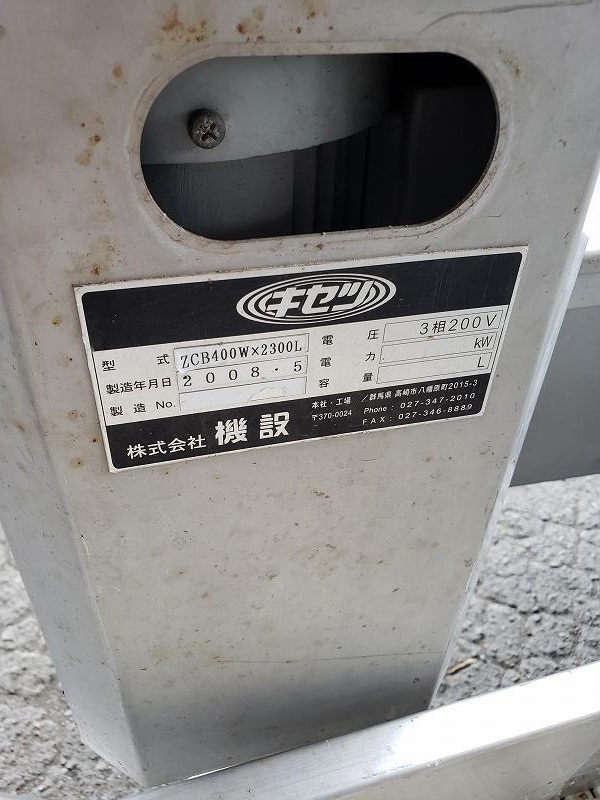 キセツ
型式 ZCB400W×2300L 電圧 3相200V
製造年月日 2008・5 電力 kW
製造No. 容量 L
株式会社 機設
本社・工場 / 群馬県 高崎市 八幡原町2015-3
〒370-0024 Phone : 027-347-2010
FAX : 027-346-8889